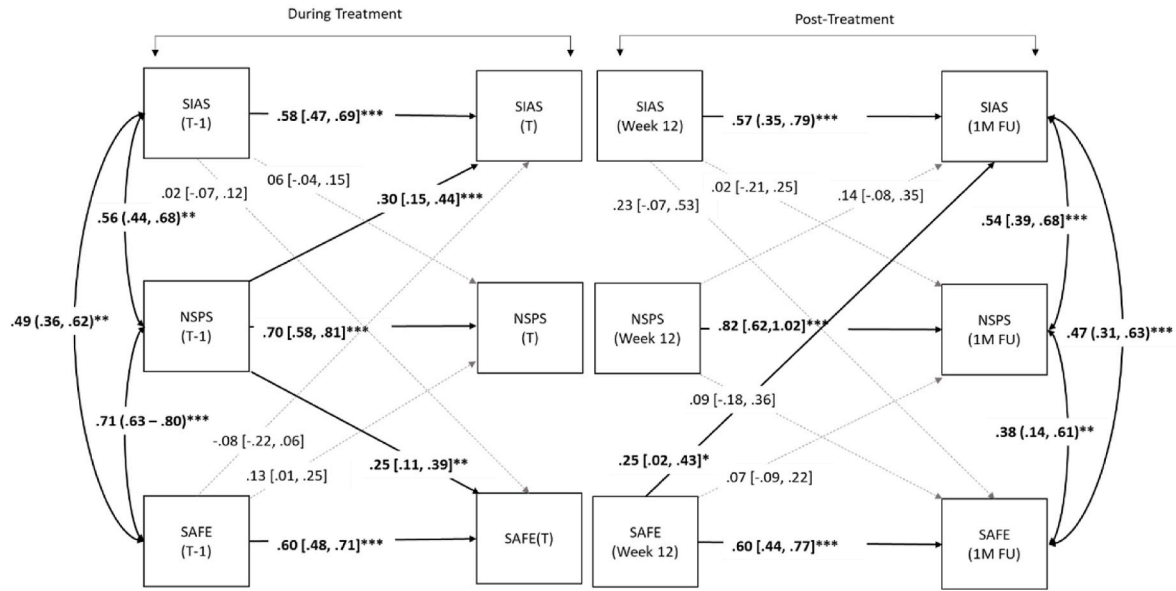 During Treatment
Post-Treatment
SIAS
(T-1)
.58 [.47, .69]***
SIAS
(T)
SIAS
(Week 12)
.57 (.35, .79)***
SIAS
(1M FU)
.02 [-.07, .12]
06 [-.04, .15]
.30 [.15, .44]***
.56 (.44, .68)**
.23 [-.07, .53]
.02 [-.21, .25]
.14 [-.08, .35]
.54 [.39, .68]***
.49 (.36, .62)**
NSPS
(T-1)
.70 [.58, .81]***
NSPS
(T)
NSPS
(Week 12)
.82 [.62,1.02]***
NSPS
(1M FU)
.47 (.31, .63)***
.71 (.63 – .80)***
-.08 [-.22, .06]
.13 [.01, .25]
.25 [.11, .39]**
.09 [-.18, .36]
.25 [.02, .43]*
.07 [-.09, .22]
.38 (.14, .61)**
SAFE
(T-1)
.60 [.48, .71]***
SAFE(T)
SAFE
(Week 12)
.60 [.44, .77]***
SAFE
(1M FU)